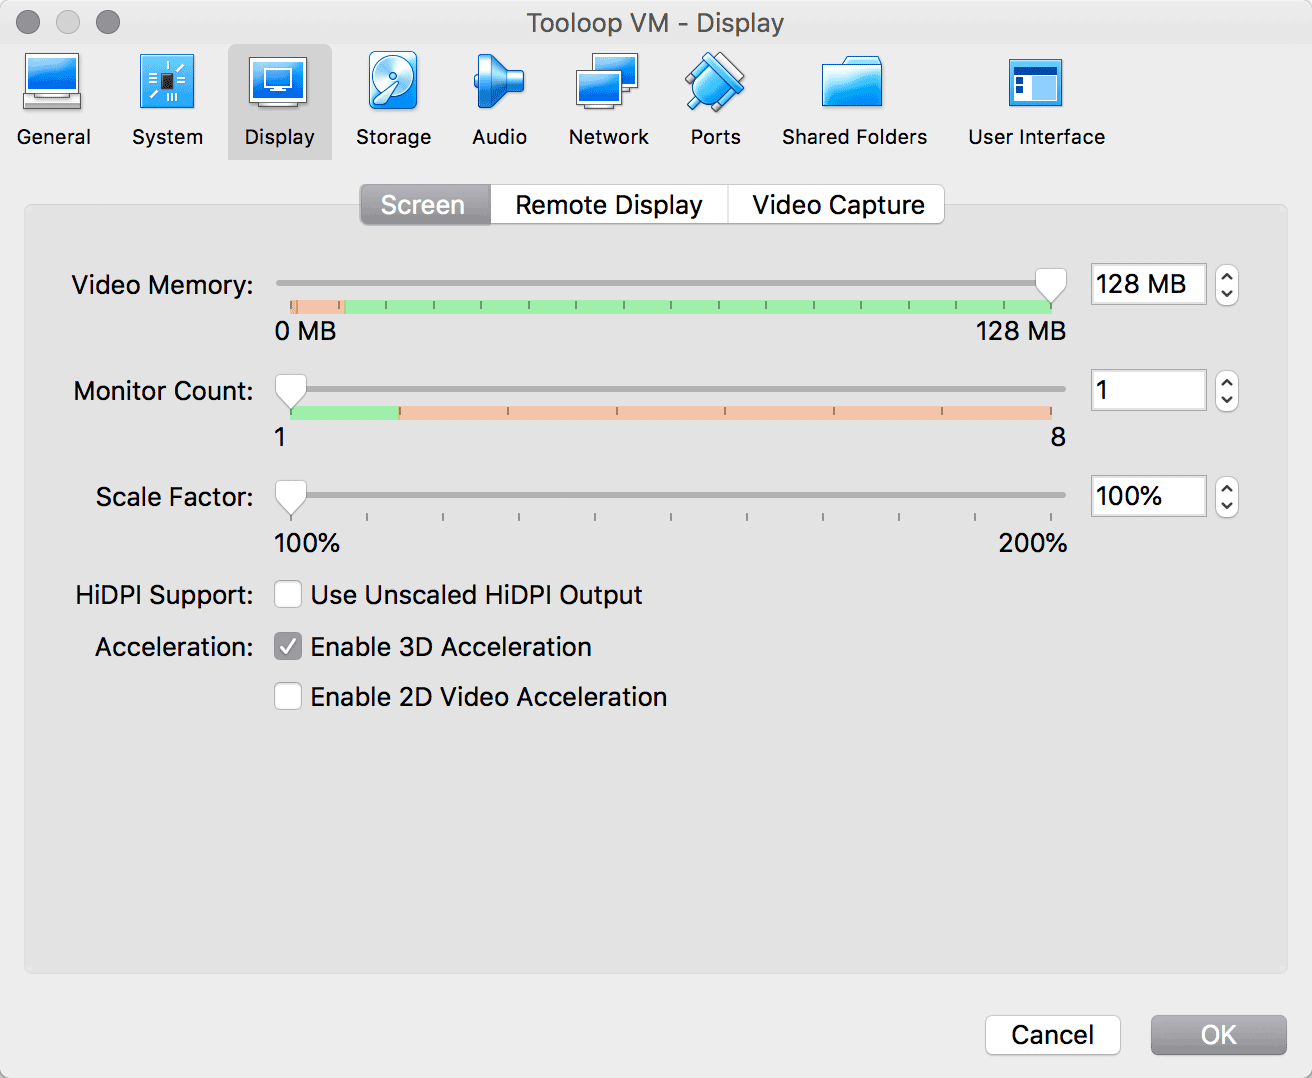 Tooloop VM - Display
General System Display Storage Audio Network Ports Shared Folders User Interface
Screen Remote Display Video Capture
Video Memory: 128 MB
0 MB 128 MB
Monitor Count: 1
1 8
Scale Factor: 100%
100% 200%
HiDPI Support: Use Unscaled HiDPI Output
Acceleration: Enable 3D Acceleration
Enable 2D Video Acceleration
Cancel OK